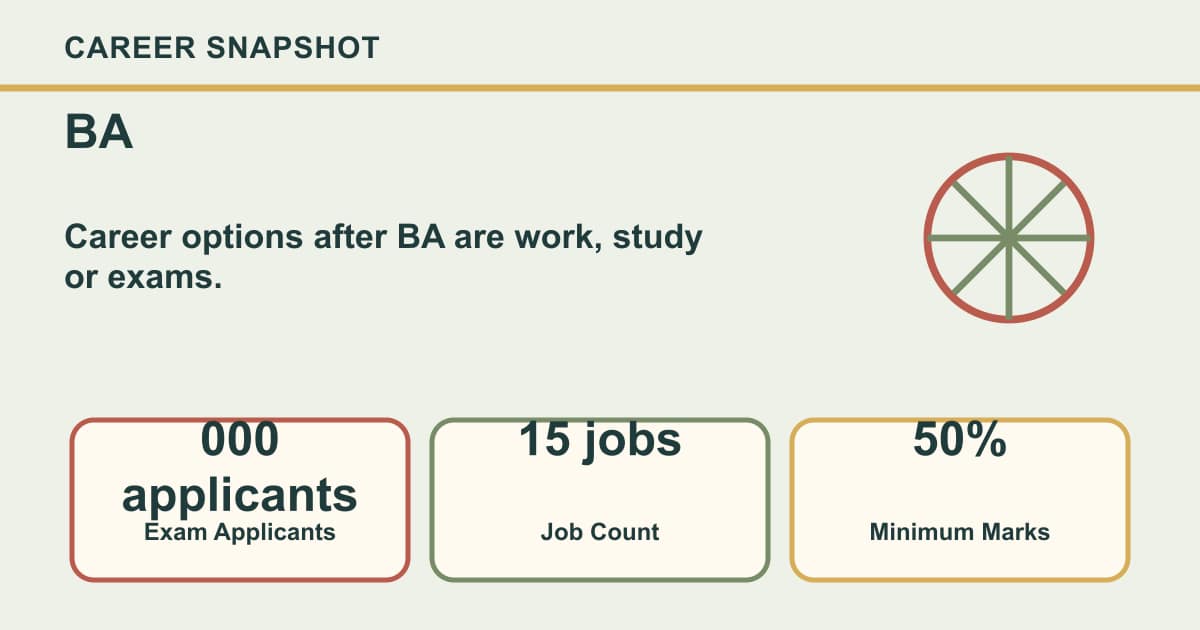 CAREER SNAPSHOT
BA
Career options after BA are work, study
or exams.
000
applicants
Exam Applicants
15 jobs
Job Count
50%
Minimum Marks